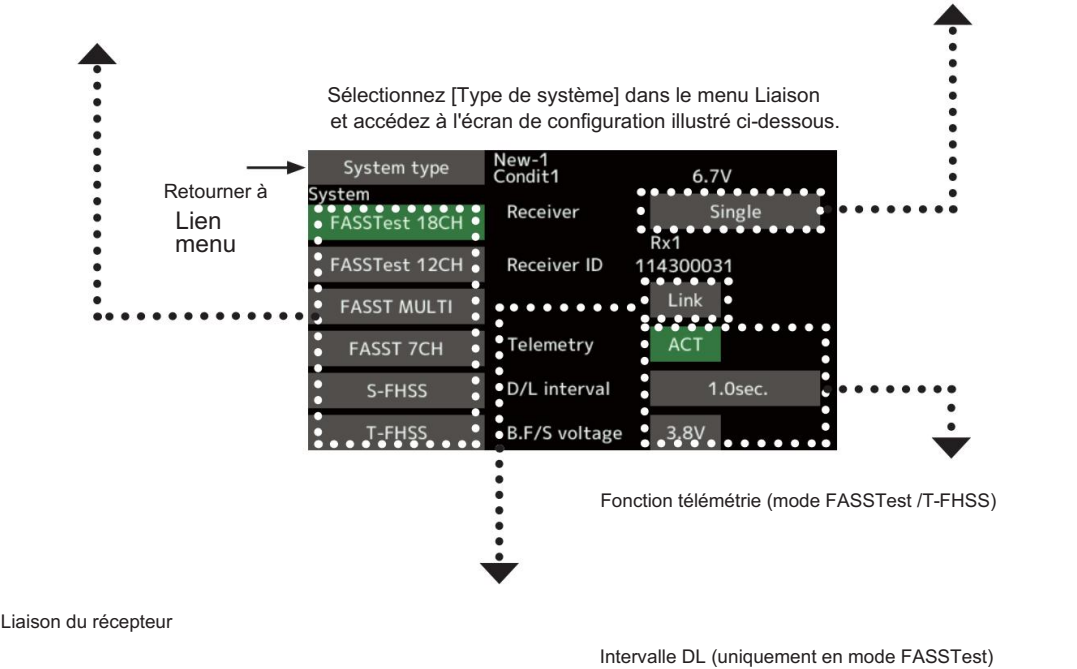 Sélectionnez [Type de système] dans le menu Liaison
et accédez à l'écran de configuration illustré ci-dessous.
Retourner à
Lien
menu
System type
New-1
Condit1
6.7V
System
FASSTest 18CH
Receiver
Single
Rx1
FASSTest 12CH
Receiver ID
114300031
Link
FASST MULTI
FASST 7CH
Telemetry
ACT
S-FHSS
D/L interval
1.0sec.
T-FHSS
B.F/S voltage
3.8V
Fonction télémétrie (mode FASSTest /T-FHSS)
Liaison du récepteur
Intervalle DL (uniquement en mode FASSTest)